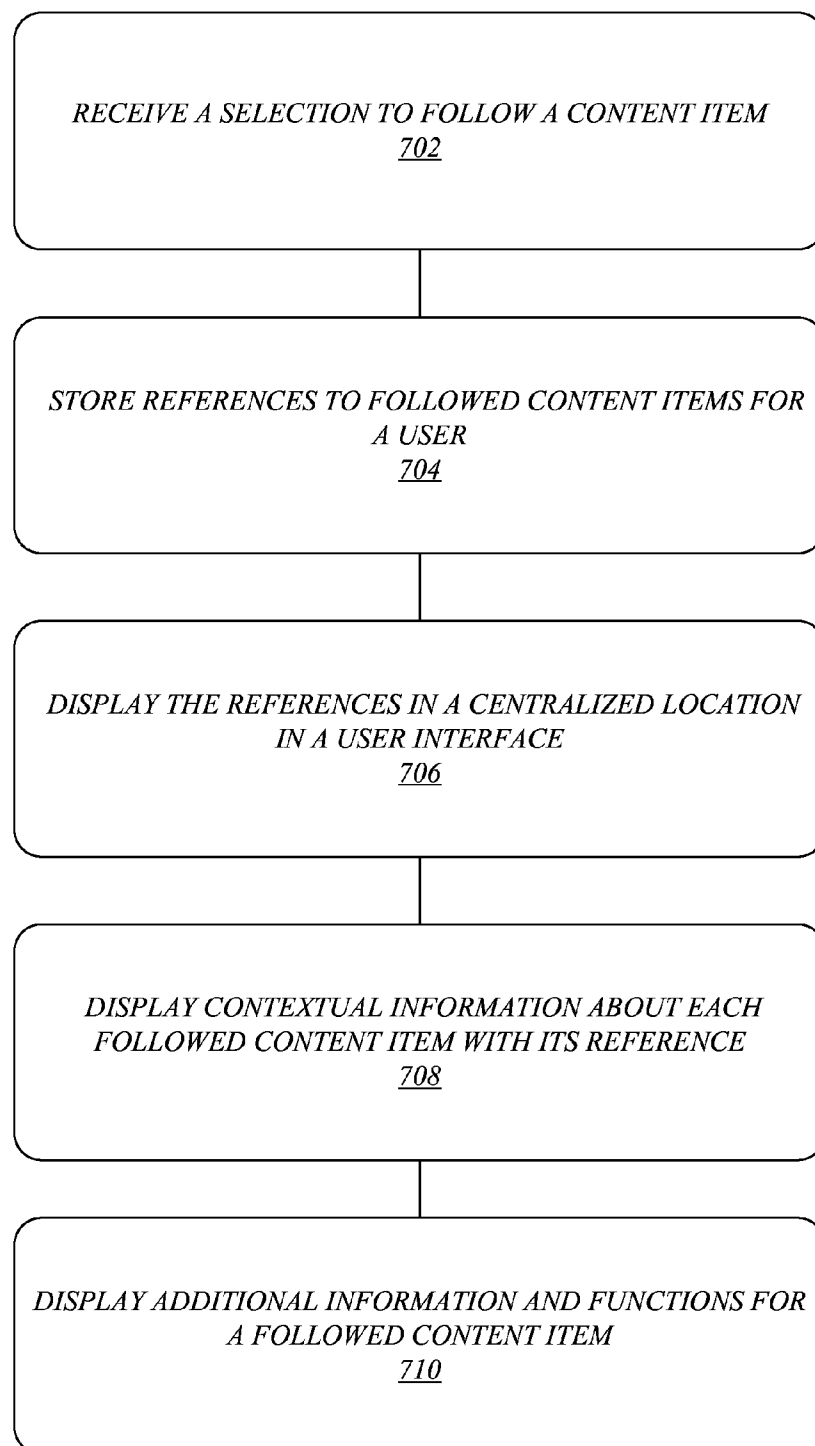 RECEIVE A SELECTION TO FOLLOW A CONTENT ITEM
702
STORE REFERENCES TO FOLLOWED CONTENT ITEMS FOR
A USER
704
DISPLAY THE REFERENCES IN A CENTRALIZED LOCATION
IN A USER INTERFACE
706
DISPLAY CONTEXTUAL INFORMATION ABOUT EACH
FOLLOWED CONTENT ITEM WITH ITS REFERENCE
708
DISPLAY ADDITIONAL INFORMATION AND FUNCTIONS FOR
A FOLLOWED CONTENT ITEM
710